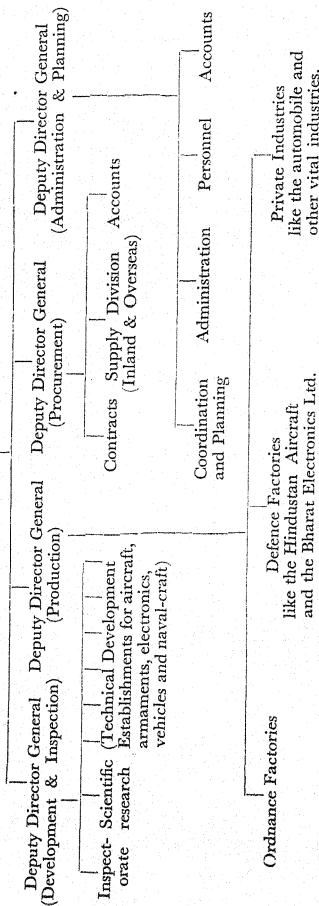 Deputy Director General
(Development & Inspection)
Deputy Director General
(Production)
Deputy Director General
(Procurement)
Deputy Director General
(Administration & Planning)
Inspect-
orate
Scientific
research
(Technical Development
Establishments for aircraft,
armaments, electronics,
vehicles and naval-craft)
Contracts
Supply Division
(Inland & Overseas)
Accounts
Coordination
and Planning
Administration
Personnel
Accounts
Ordnance Factories
Defence Factories
like the Hindustan Aircraft
and the Bharat Electronics Ltd.
Private Industries
like the automobile and
other vital industries.